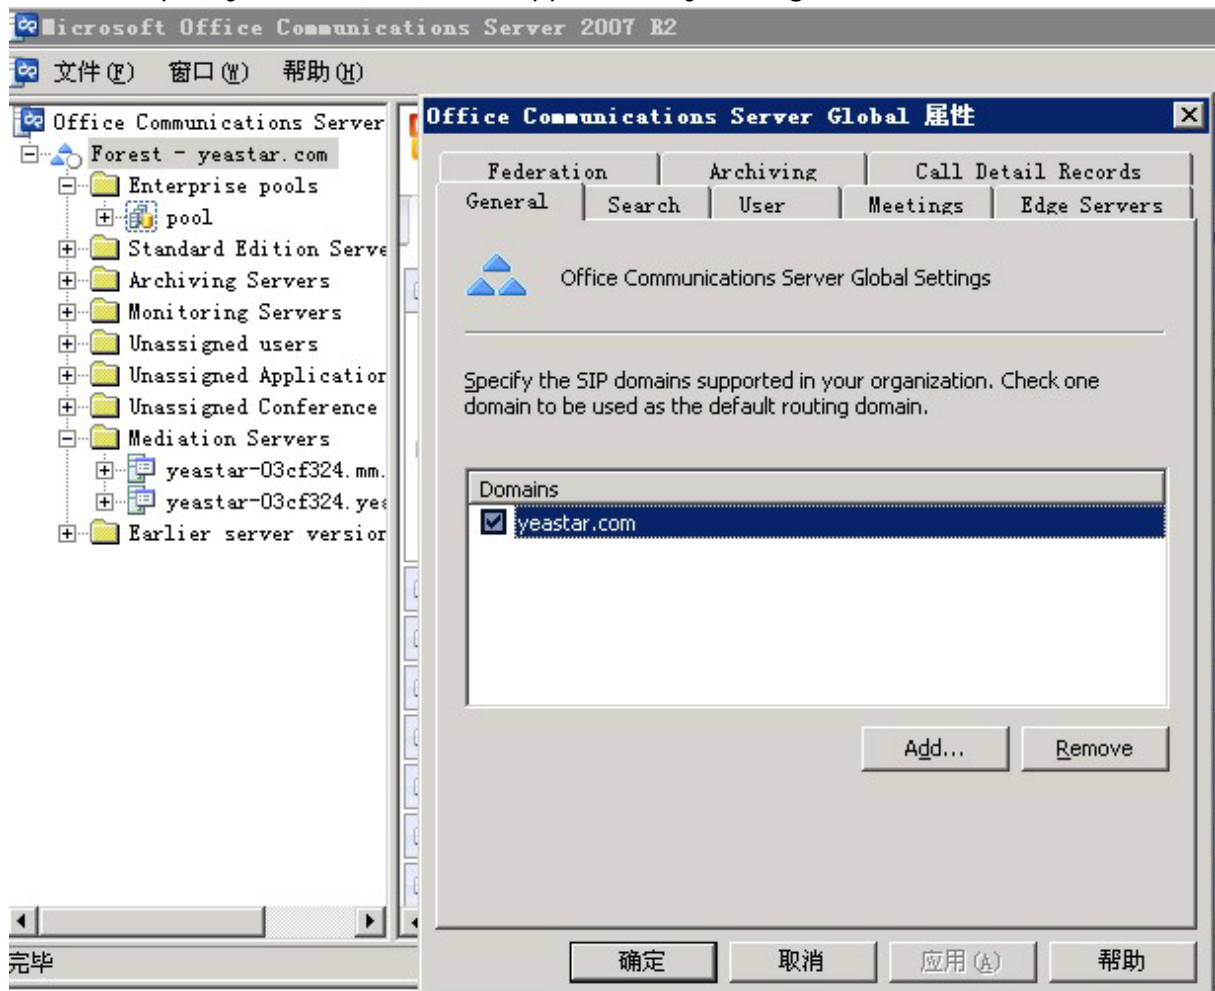 Microsoft Office Communications Server 2007 R2
文件(F) 窗口(W) 帮助(H)
Office Communications Server
Forest - yeastar.com
Enterprise pools
pool
Standard Edition Serve
Archiving Servers
Monitoring Servers
Unassigned users
Unassigned Application
Unassigned Conference
Mediation Servers
yeastar-03cf324.mm.
yeastar-03cf324.yea
Earlier server version
完毕
Office Communications Server Global 属性
Federation Archiving Call Detail Records
General Search User Meetings Edge Servers
Office Communications Server Global Settings
Specify the SIP domains supported in your organization. Check one
domain to be used as the default routing domain.
Domains
yeastar.com
Add... Remove
确定 取消 应用(A) 帮助